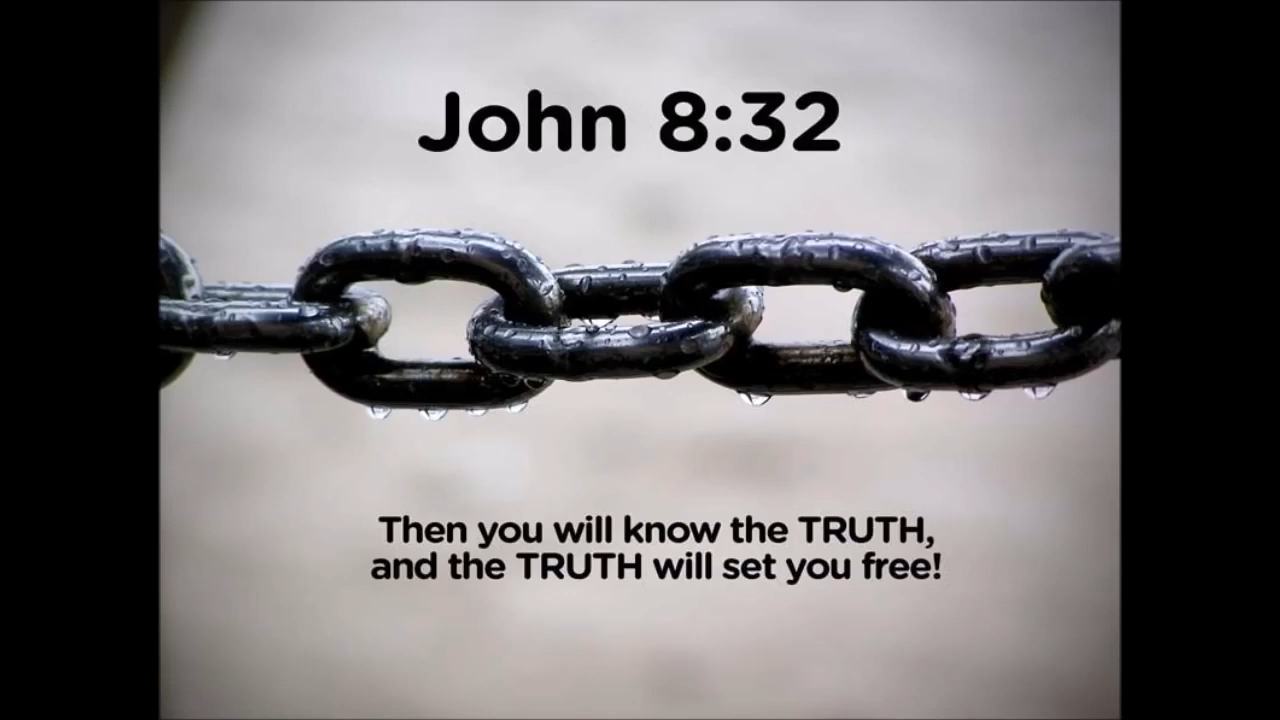 John 8:32
Then you will know the TRUTH,
and the TRUTH will set you free!